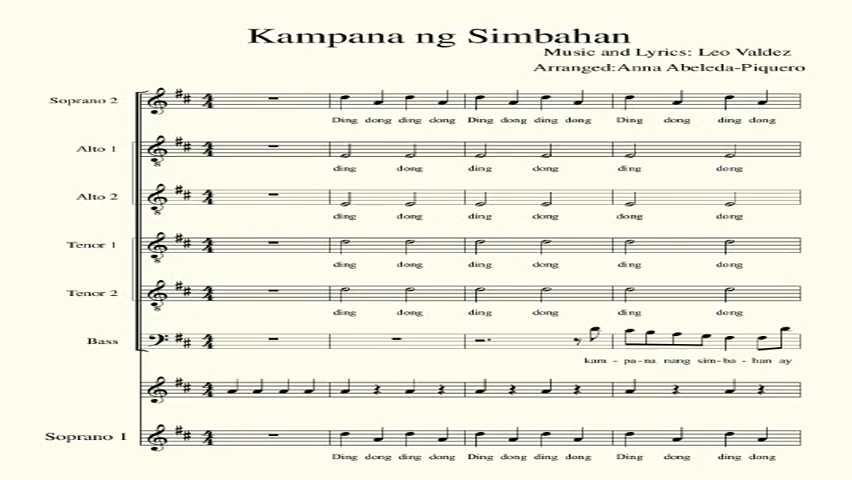 Kampana ng Simbahan
Music and Lyrics: Leo Valdez
Arranged:Anna Abeleda-Piquero
Soprano 2
Ding dong ding dong Ding dong ding dong Ding dong ding dong
Alto 1
ding dong ding dong ding dong
Alto 2
ding dong ding dong dong dong
Tenor 1
ding dong ding dong ding dong
Tenor 2
ding dong ding dong ding dong
Bass
kam - pa - na nang sim - ba - han ay
Soprano 1
Ding dong ding dong Ding dong ding dong Ding dong ding dong